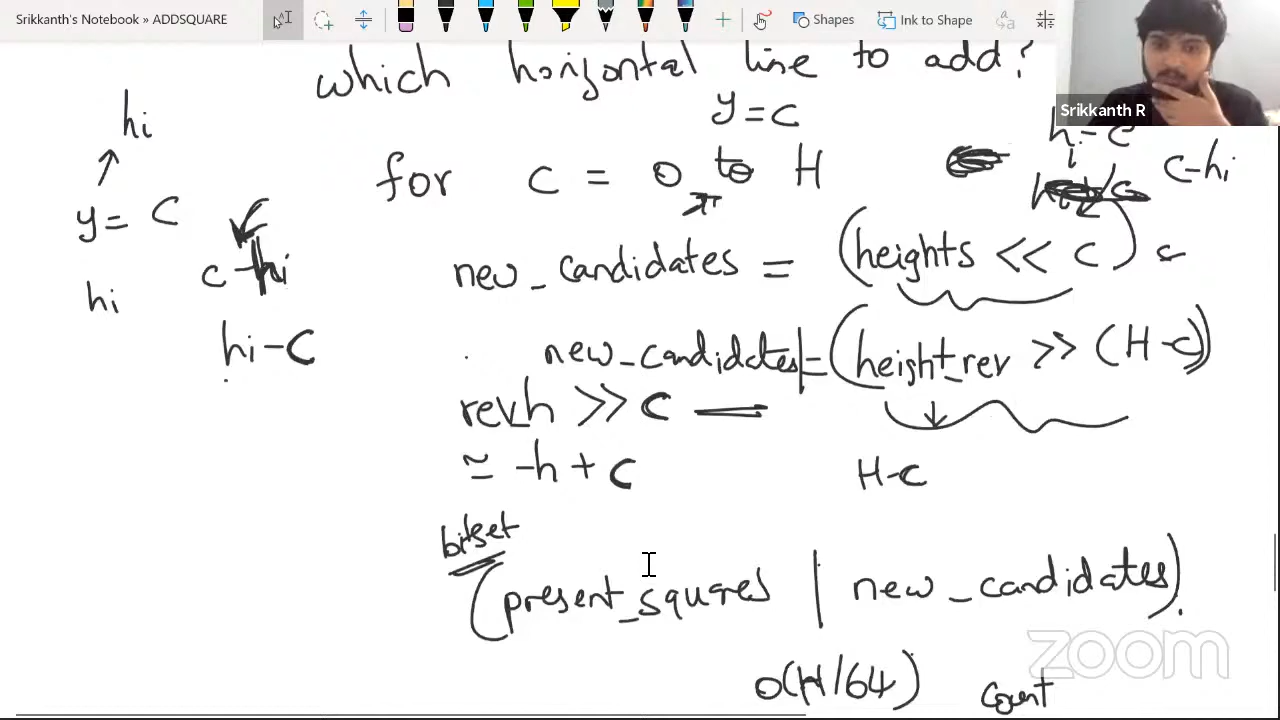 Srikkanth's Notebook » ADDSQUARE
Shapes
Ink to Shape
which horizontal line to add?
Srikkanth R
y = c
hi
h - c
for c = 0 to H
c - hi
y = c
new_candidates = (heights << c)
c - hi
hi
hi - c
new_candidates |= (height_rev >> (H - c))
rev_h >> c
≃ -h + c
H - c
bitset
(present_squares | new_candidates).
zoom
O(H/64)
count